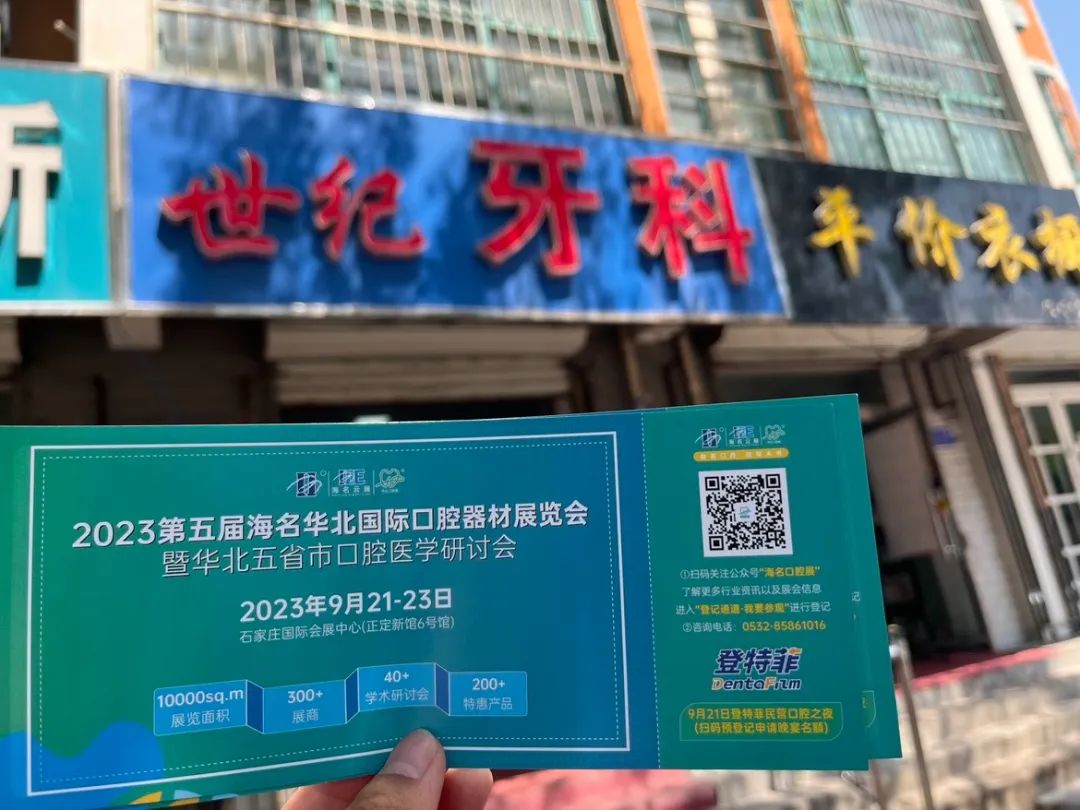 世纪牙科
平价衣橱
海名会展
2023第五届海名华北国际口腔器材展览会
暨华北五省市口腔医学研讨会
2023年9月21-23日
石家庄国际会展中心(正定新馆6号馆)
10000sq.m
展览面积
300+
展商
40+
学术研讨会
200+
特惠产品
①扫码关注公众号“海名口腔展”
了解更多行业资讯以及展会信息
进入“登记通道-我要参观”进行登记
②咨询电话：0532-85861016
登特菲
DentaFilm
9月21日登特菲民营口腔之夜
(扫码预登记申请晚宴名额)